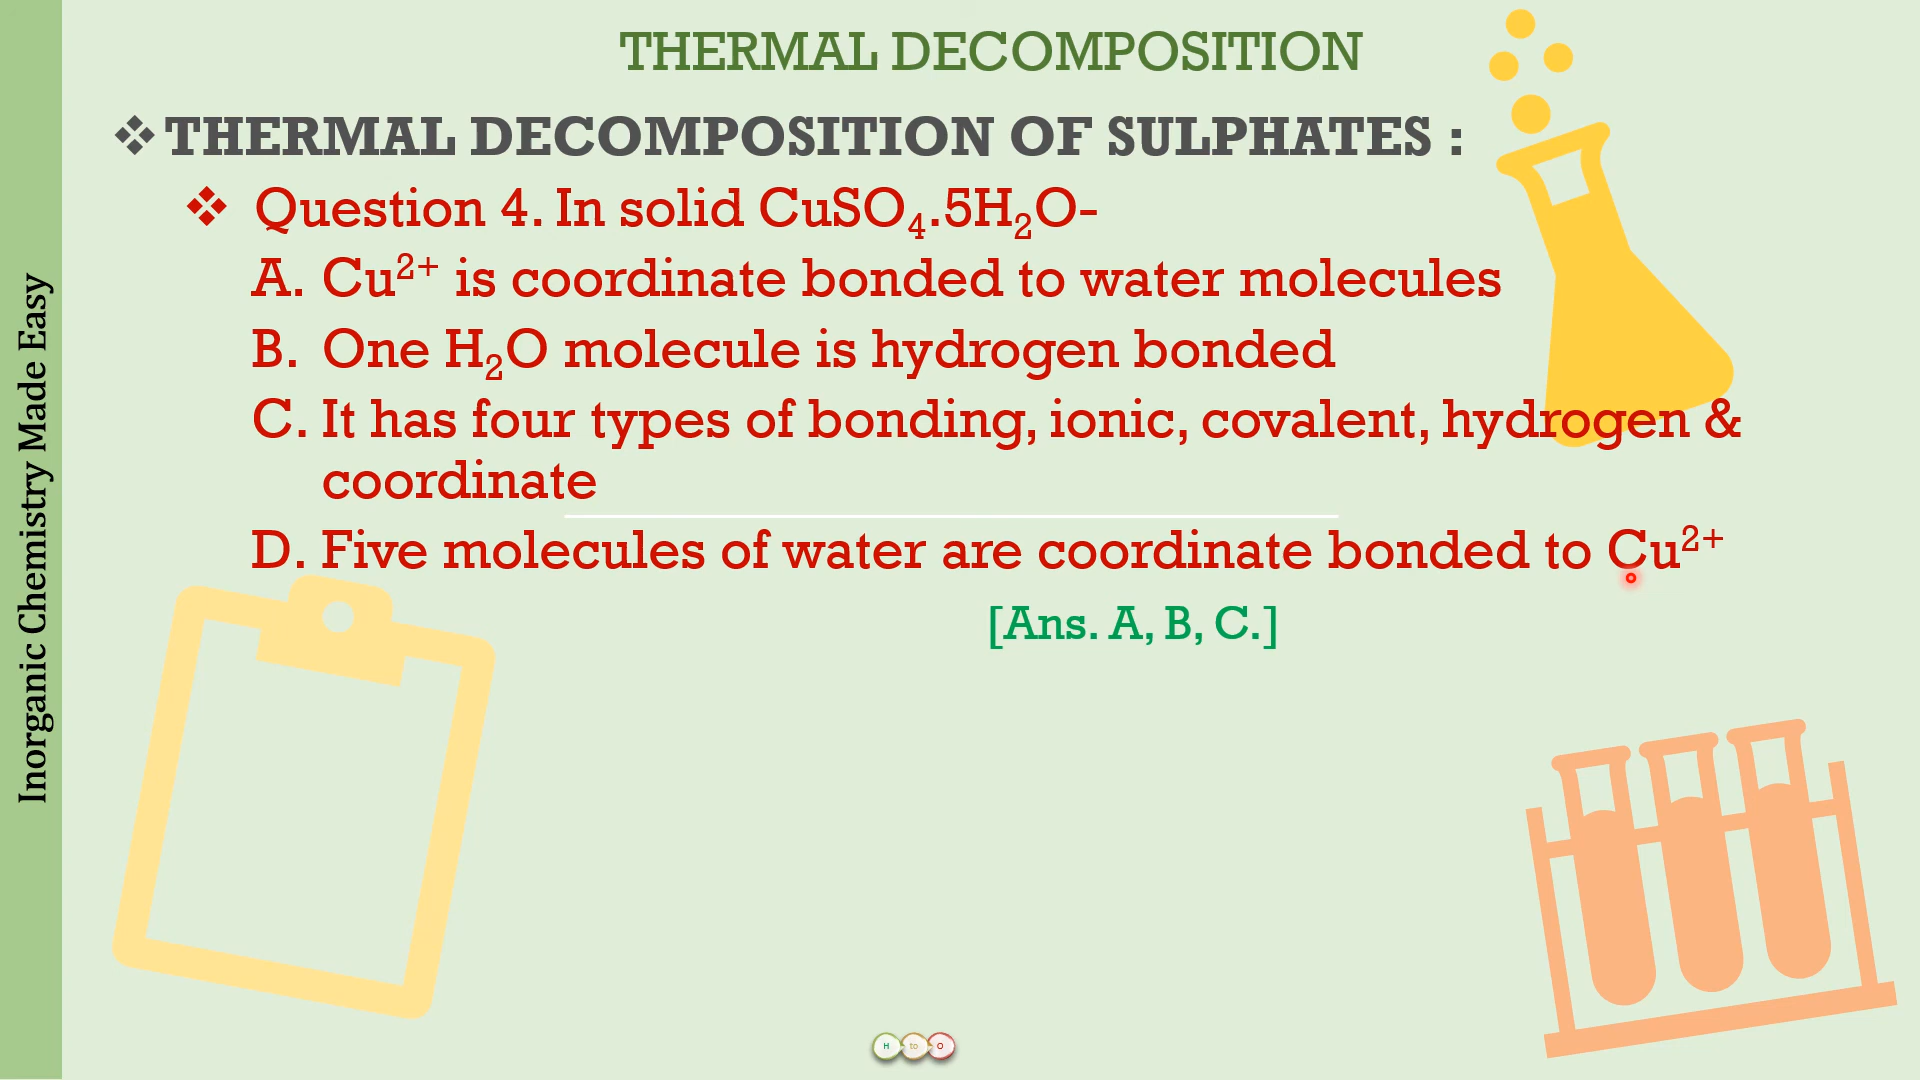 THERMAL DECOMPOSITION
❖ THERMAL DECOMPOSITION OF SULPHATES :
❖ Question 4. In solid CuSO₄.5H₂O-
A. Cu²⁺ is coordinate bonded to water molecules
B. One H₂O molecule is hydrogen bonded
C. It has four types of bonding, ionic, covalent, hydrogen &
coordinate
D. Five molecules of water are coordinate bonded to Cu²⁺
[Ans. A, B, C.]
Inorganic Chemistry Made Easy
H to O